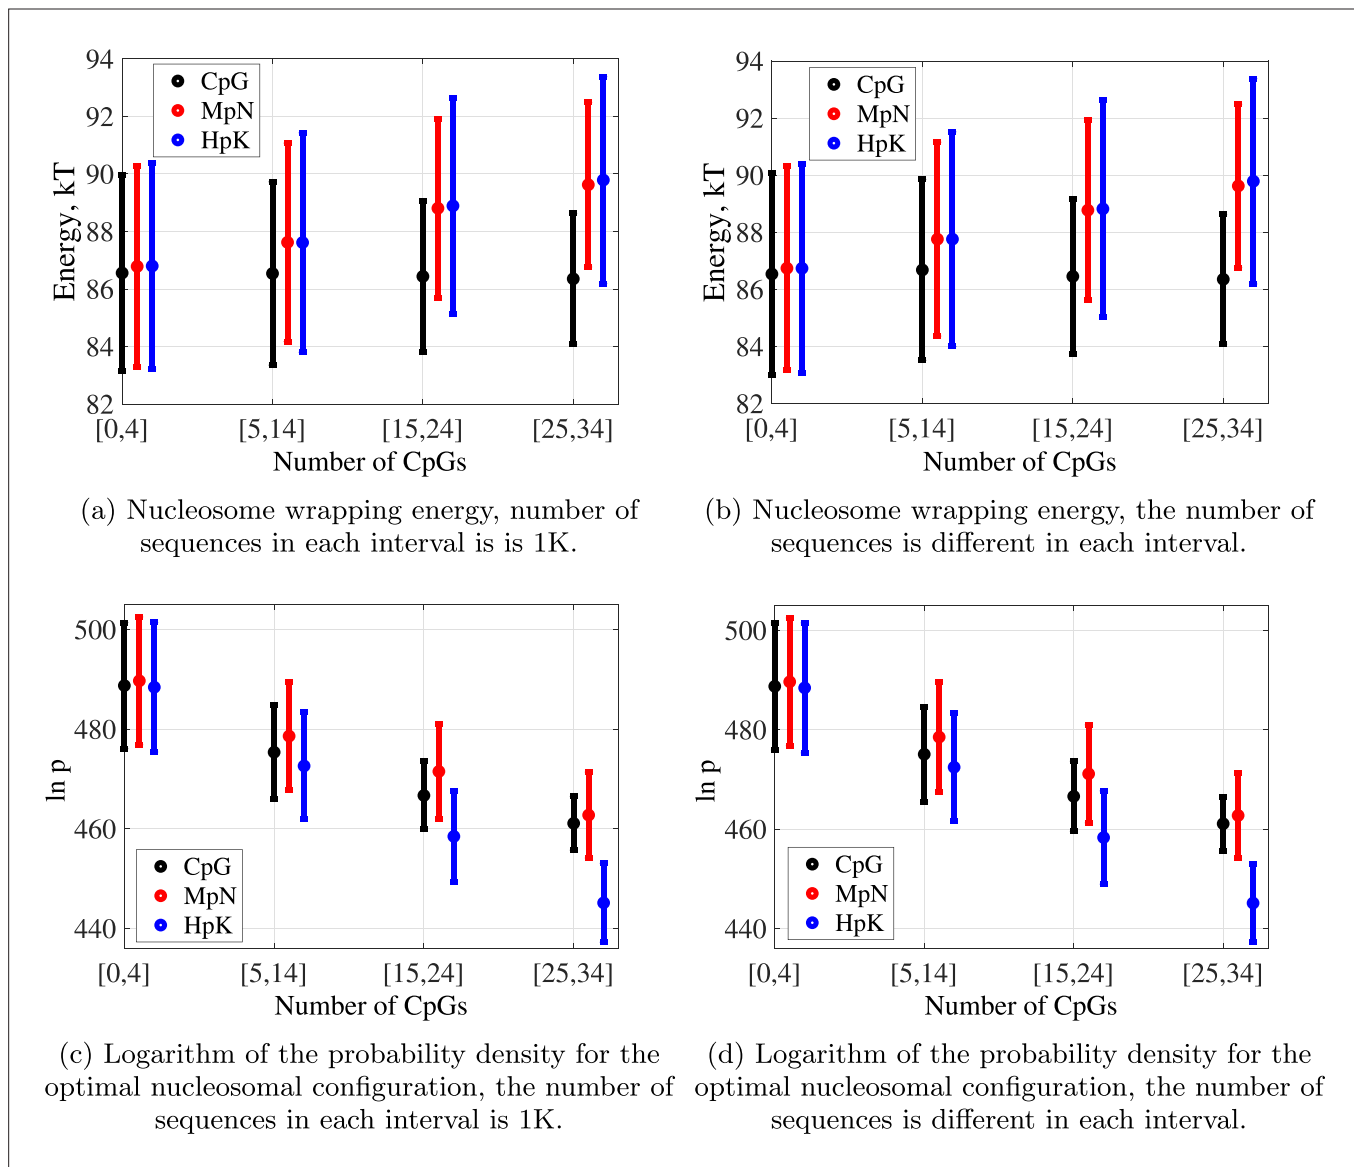 94
92
90
88
86
84
82
Energy, kT
CpG
MpN
HpK
[0,4] [5,14] [15,24] [25,34]
Number of CpGs
(a) Nucleosome wrapping energy, number of
sequences in each interval is is 1K.
94
92
90
88
86
84
82
Energy, kT
CpG
MpN
HpK
[0,4] [5,14] [15,24] [25,34]
Number of CpGs
(b) Nucleosome wrapping energy, the number of
sequences is different in each interval.
500
480
460
440
ln p
CpG
MpN
HpK
[0,4] [5,14] [15,24] [25,34]
Number of CpGs
(c) Logarithm of the probability density for the
optimal nucleosomal configuration, the number of
sequences in each interval is 1K.
500
480
460
440
ln p
CpG
MpN
HpK
[0,4] [5,14] [15,24] [25,34]
Number of CpGs
(d) Logarithm of the probability density for the
optimal nucleosomal configuration, the number of
sequences is different in each interval.